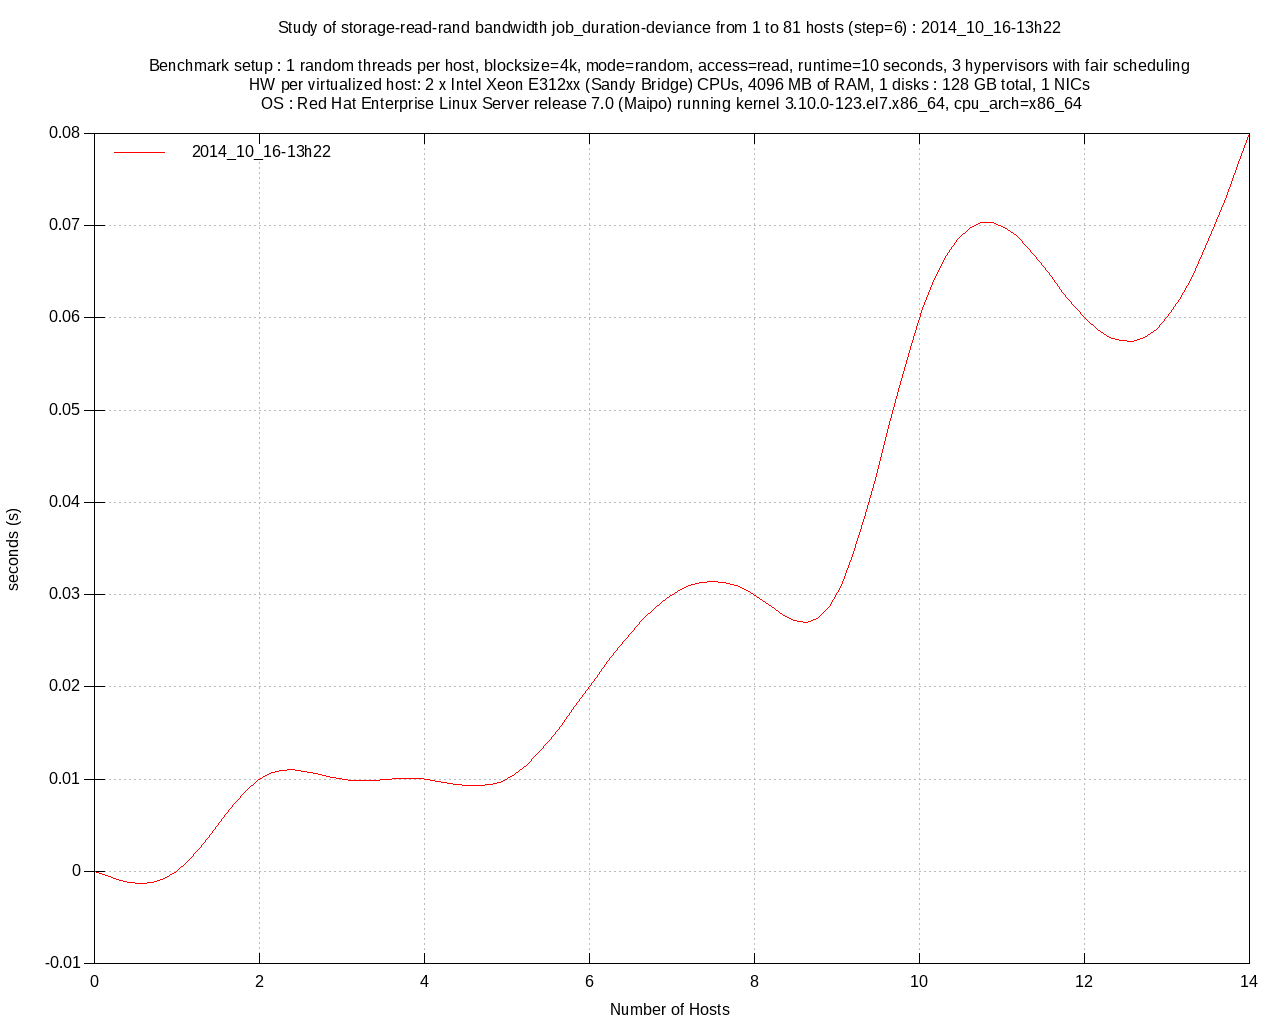 Study of storage-read-rand bandwidth job_duration-deviance from 1 to 81 hosts (step=6) : 2014_10_16-13h22
Benchmark setup : 1 random threads per host, blocksize=4k, mode=random, access=read, runtime=10 seconds, 3 hypervisors with fair scheduling
HW per virtualized host: 2 x Intel Xeon E312xx (Sandy Bridge) CPUs, 4096 MB of RAM, 1 disks : 128 GB total, 1 NICs
OS : Red Hat Enterprise Linux Server release 7.0 (Maipo) running kernel 3.10.0-123.el7.x86_64, cpu_arch=x86_64
2014_10_16-13h22
0.08
0.07
0.06
0.05
0.04
0.03
0.02
0.01
0
-0.01
seconds (s)
0 2 4 6 8 10 12 14
Number of Hosts